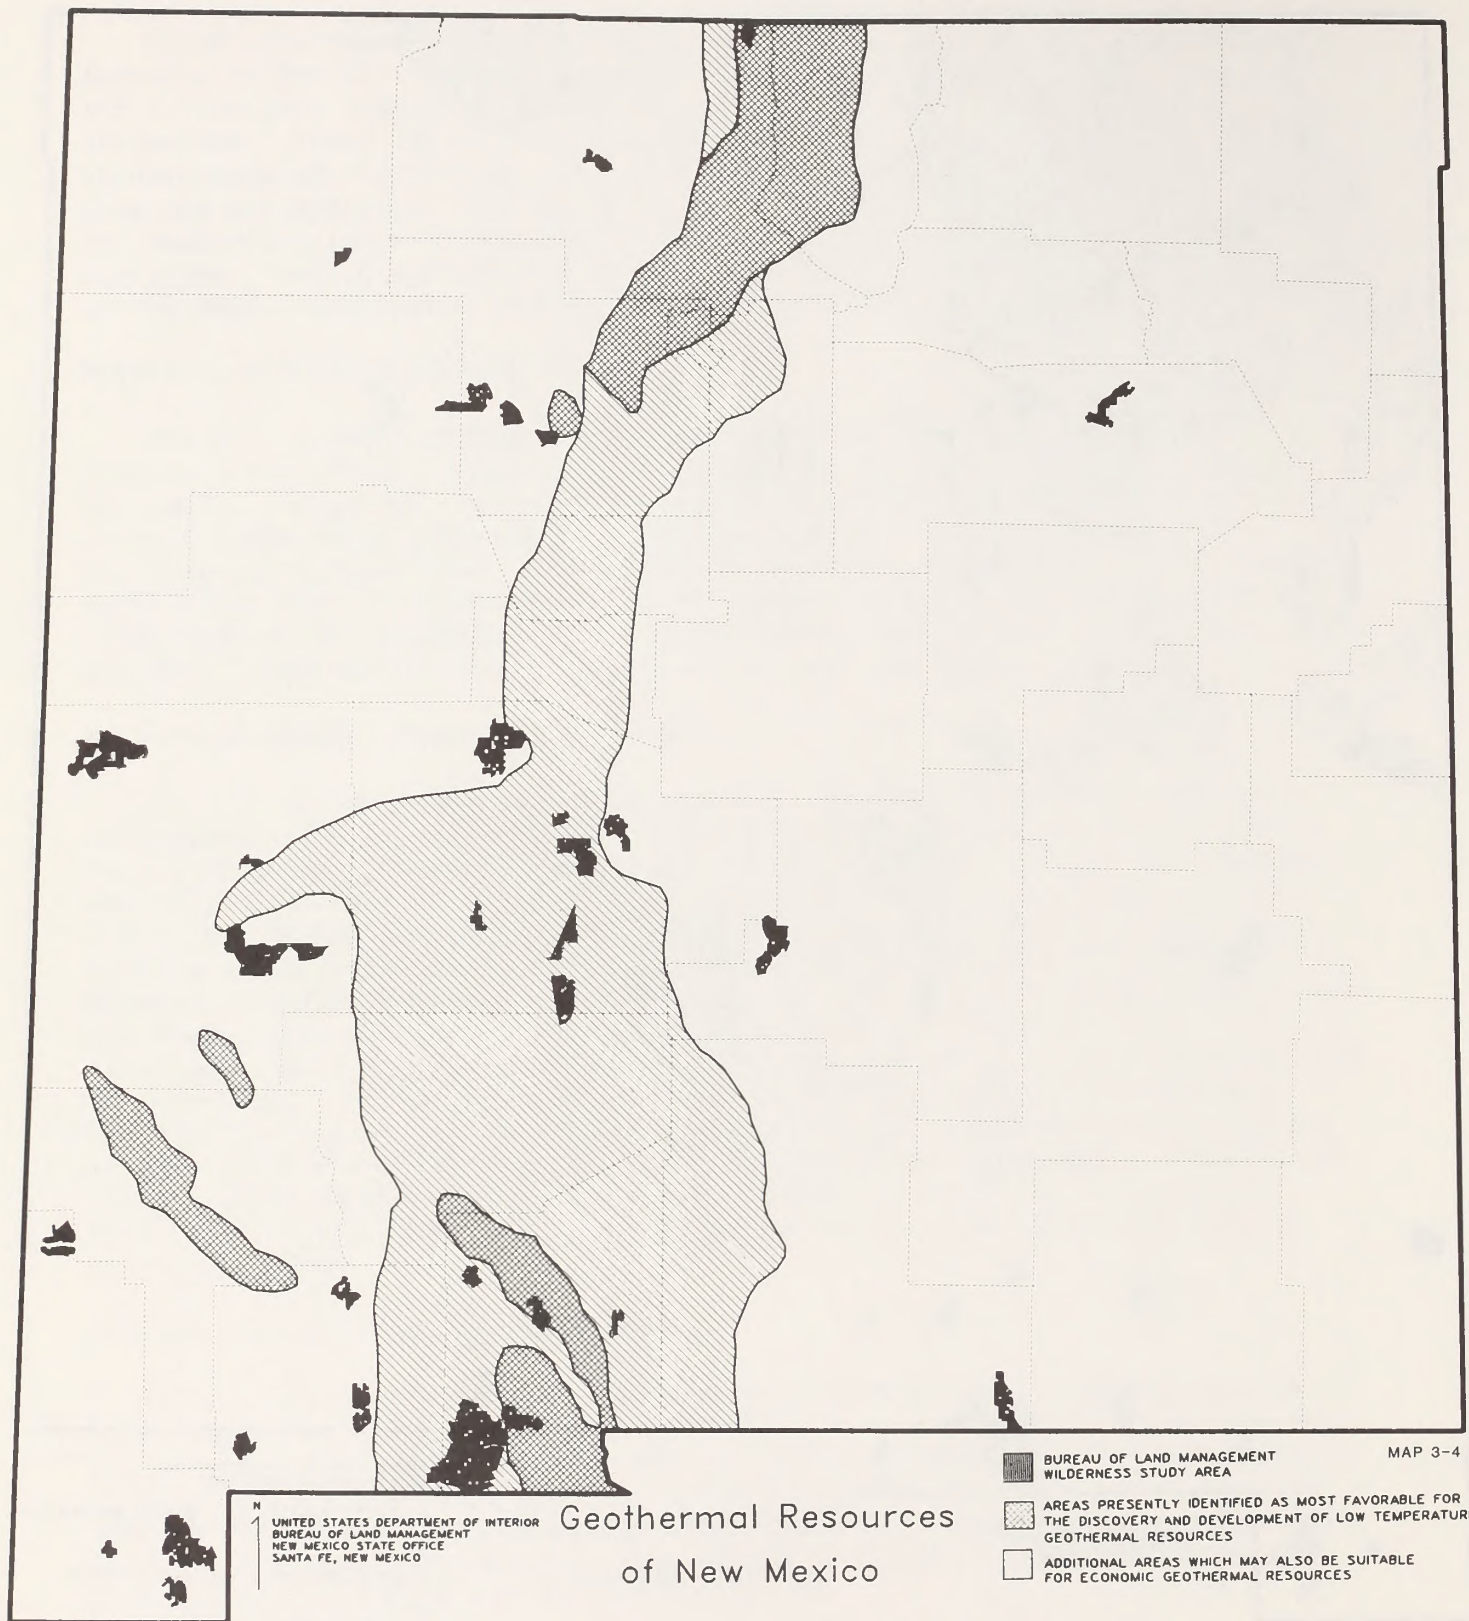 MAP 3-4
BUREAU OF LAND MANAGEMENT
WILDERNESS STUDY AREA
AREAS PRESENTLY IDENTIFIED AS MOST FAVORABLE FOR
THE DISCOVERY AND DEVELOPMENT OF LOW TEMPERATUR
GEOTHERMAL RESOURCES
ADDITIONAL AREAS WHICH MAY ALSO BE SUITABLE
FOR ECONOMIC GEOTHERMAL RESOURCES
N
UNITED STATES DEPARTMENT OF INTERIOR
BUREAU OF LAND MANAGEMENT
NEW MEXICO STATE OFFICE
SANTA FE, NEW MEXICO
Geothermal Resources
of New Mexico